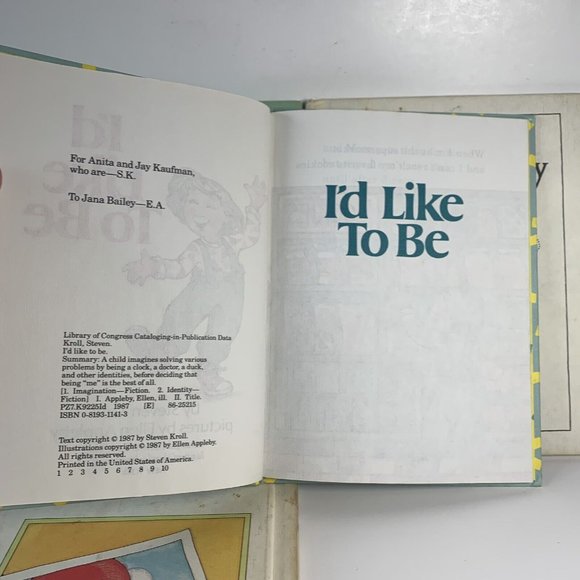 For Anita and Jay Kaufman,
who are—S.K.
To Jana Bailey—E.A.
Library of Congress Cataloging-in-Publication Data
Kroll, Steven.
I'd like to be.
Summary: A child imagines solving various
problems by being a clock, a doctor, a duck,
and other identities, before deciding that
being "me" is the best of all.
[1. Imagination—Fiction. 2. Identity—
Fiction] I. Appleby, Ellen, ill. II. Title.
PZ7.K9225Id 1987 [E] 86-25215
ISBN 0-8193-1141-3
Text copyright © 1987 by Steven Kroll.
Illustrations copyright © 1987 by Ellen Appleby.
All rights reserved.
Printed in the United States of America.
1 2 3 4 5 6 7 8 9 10
I'd Like
To Be